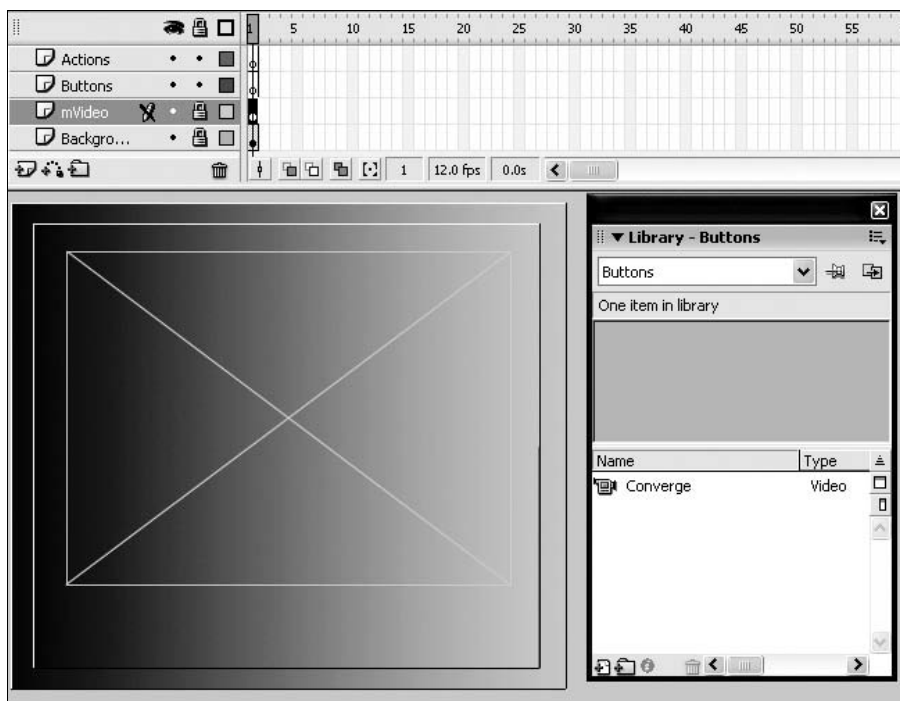 1 5 10 15 20 25 30 35 40 45 50 55
Actions
Buttons
mVideo
Backgro...
1 12.0 fps 0.0s
Library - Buttons
Buttons
One item in library
Name Type
Converge Video